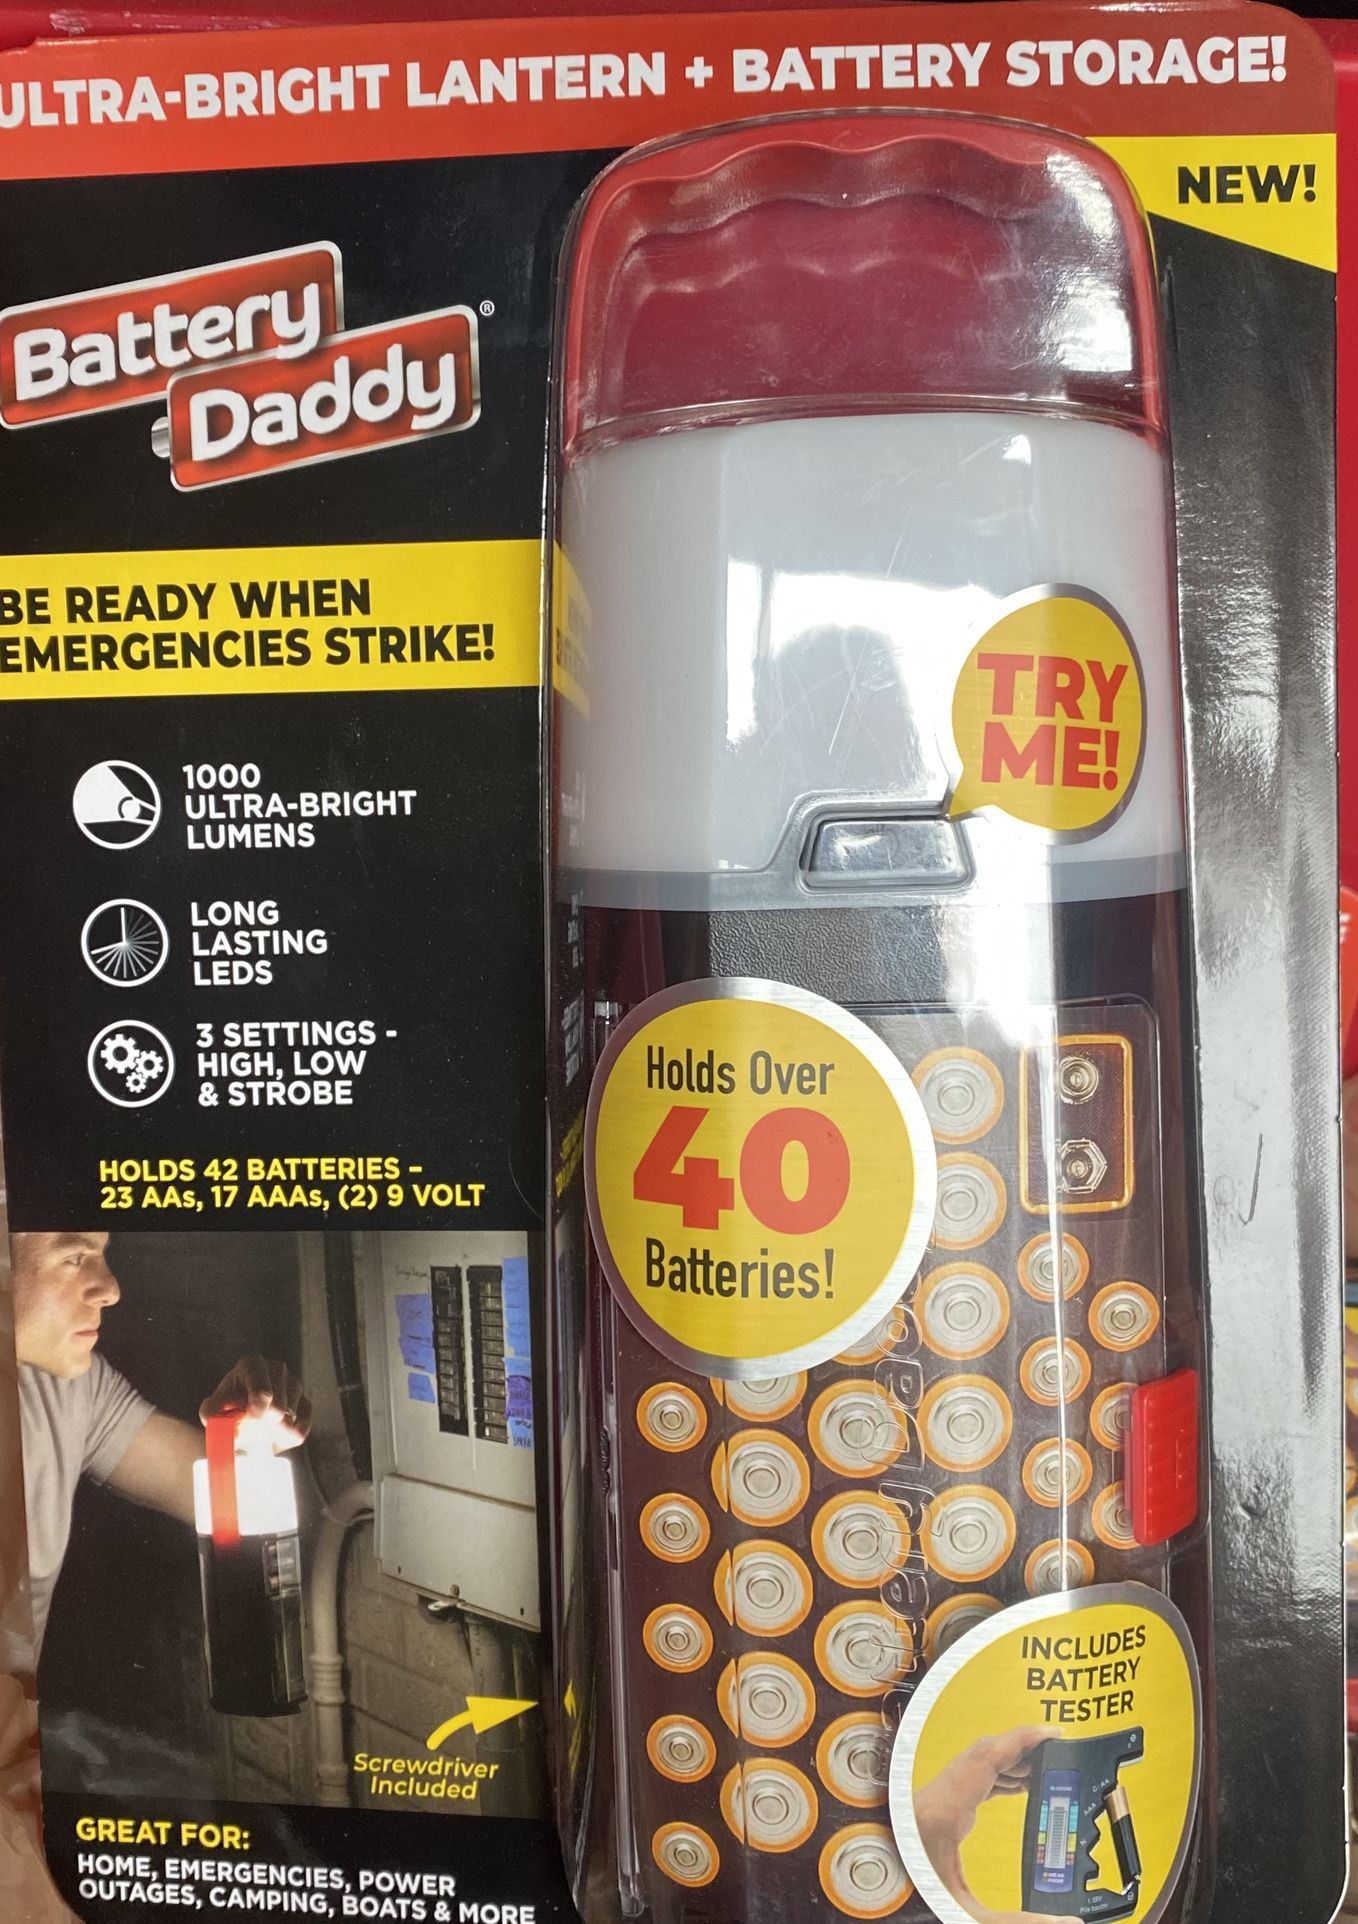 ULTRA-BRIGHT LANTERN + BATTERY STORAGE!
NEW!
Battery
Daddy®
BE READY WHEN
EMERGENCIES STRIKE!
TRY
ME!
1000
ULTRA-BRIGHT
LUMENS
LONG
LASTING
LEDS
3 SETTINGS -
HIGH, LOW
& STROBE
HOLDS 42 BATTERIES -
23 AAs, 17 AAAs, (2) 9 VOLT
Holds Over
40
Batteries!
Battery Daddy
INCLUDES
BATTERY
TESTER
Screwdriver
Included
GREAT FOR:
HOME, EMERGENCIES, POWER
OUTAGES, CAMPING, BOATS & MORE